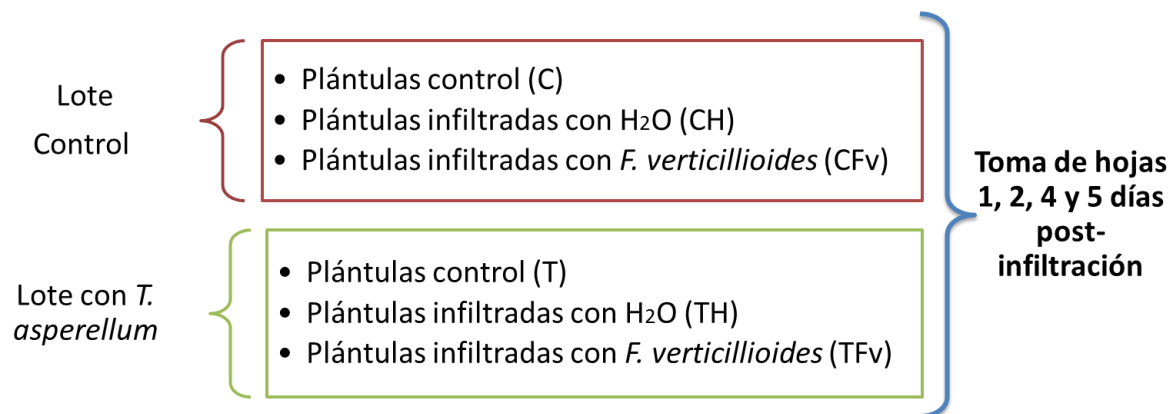 Lote
Control
• Plántulas control (C)
• Plántulas infiltradas con H₂O (CH)
• Plántulas infiltradas con F. verticillioides (CFv)
Lote con T.
asperellum
• Plántulas control (T)
• Plántulas infiltradas con H₂O (TH)
• Plántulas infiltradas con F. verticillioides (TFv)
Toma de hojas
1, 2, 4 y 5 días
post-
infiltración